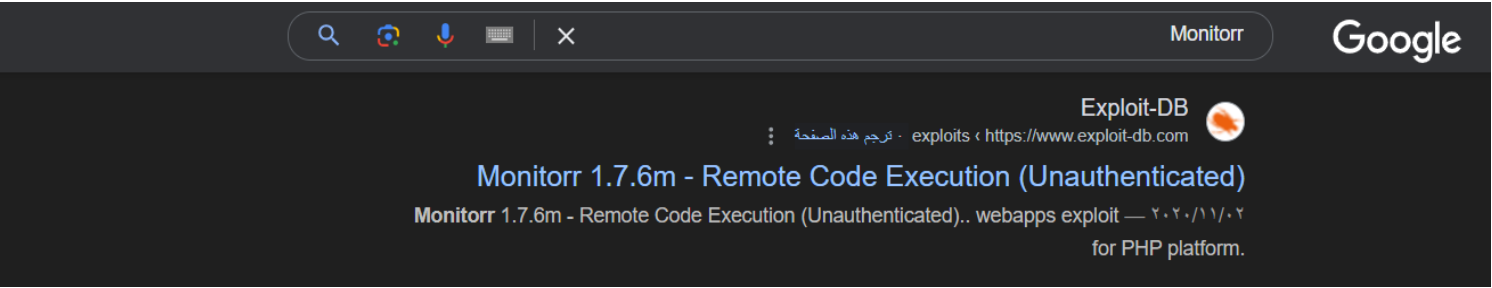 Monitorr
Google
Exploit-DB
https://www.exploit-db.com › exploits · ترجم هذه الصفحة
Monitorr 1.7.6m - Remote Code Execution (Unauthenticated)
٢٠٢٠/١١/٠٢ — Monitorr 1.7.6m - Remote Code Execution (Unauthenticated).. webapps exploit
for PHP platform.